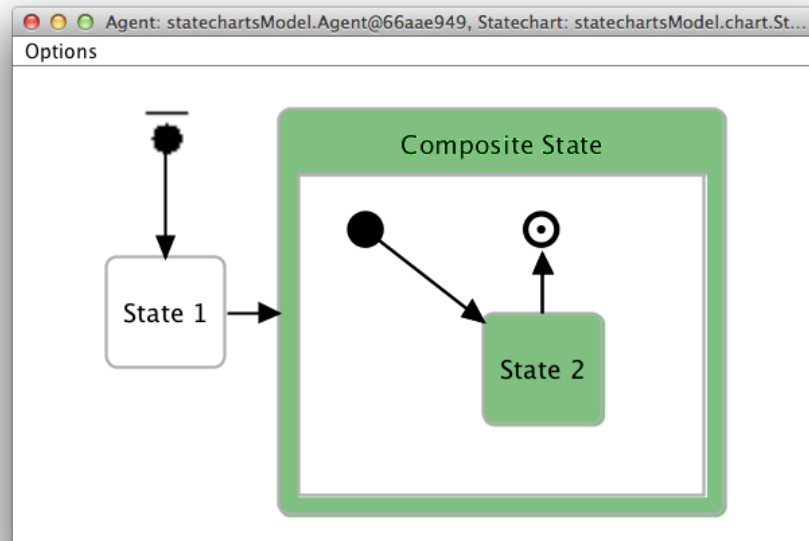 Agent: statechartsModel.Agent@66aae949, Statechart: statechartsModel.chart.St...
Options
Composite State
State 1
State 2